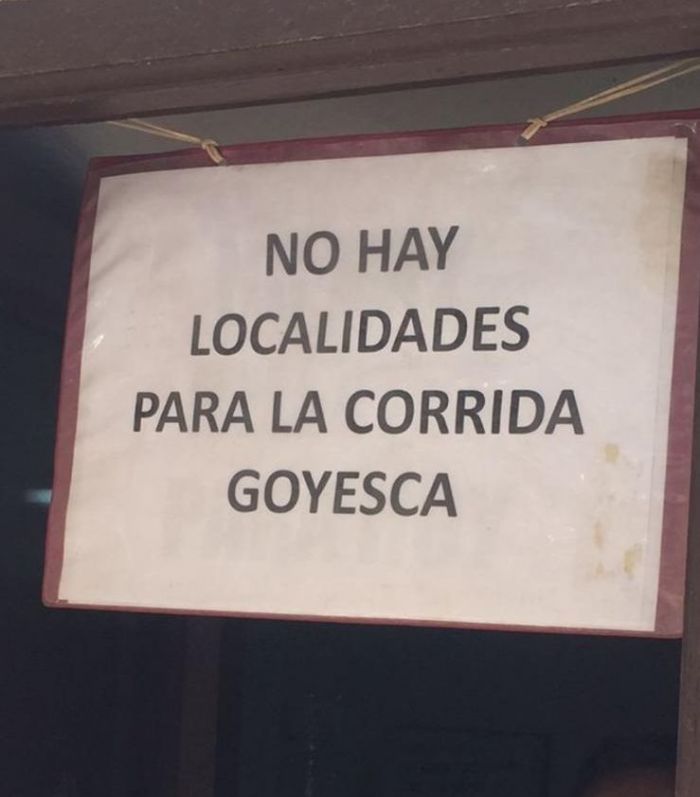 NO HAY
LOCALIDADES
PARA LA CORRIDA
GOYESCA